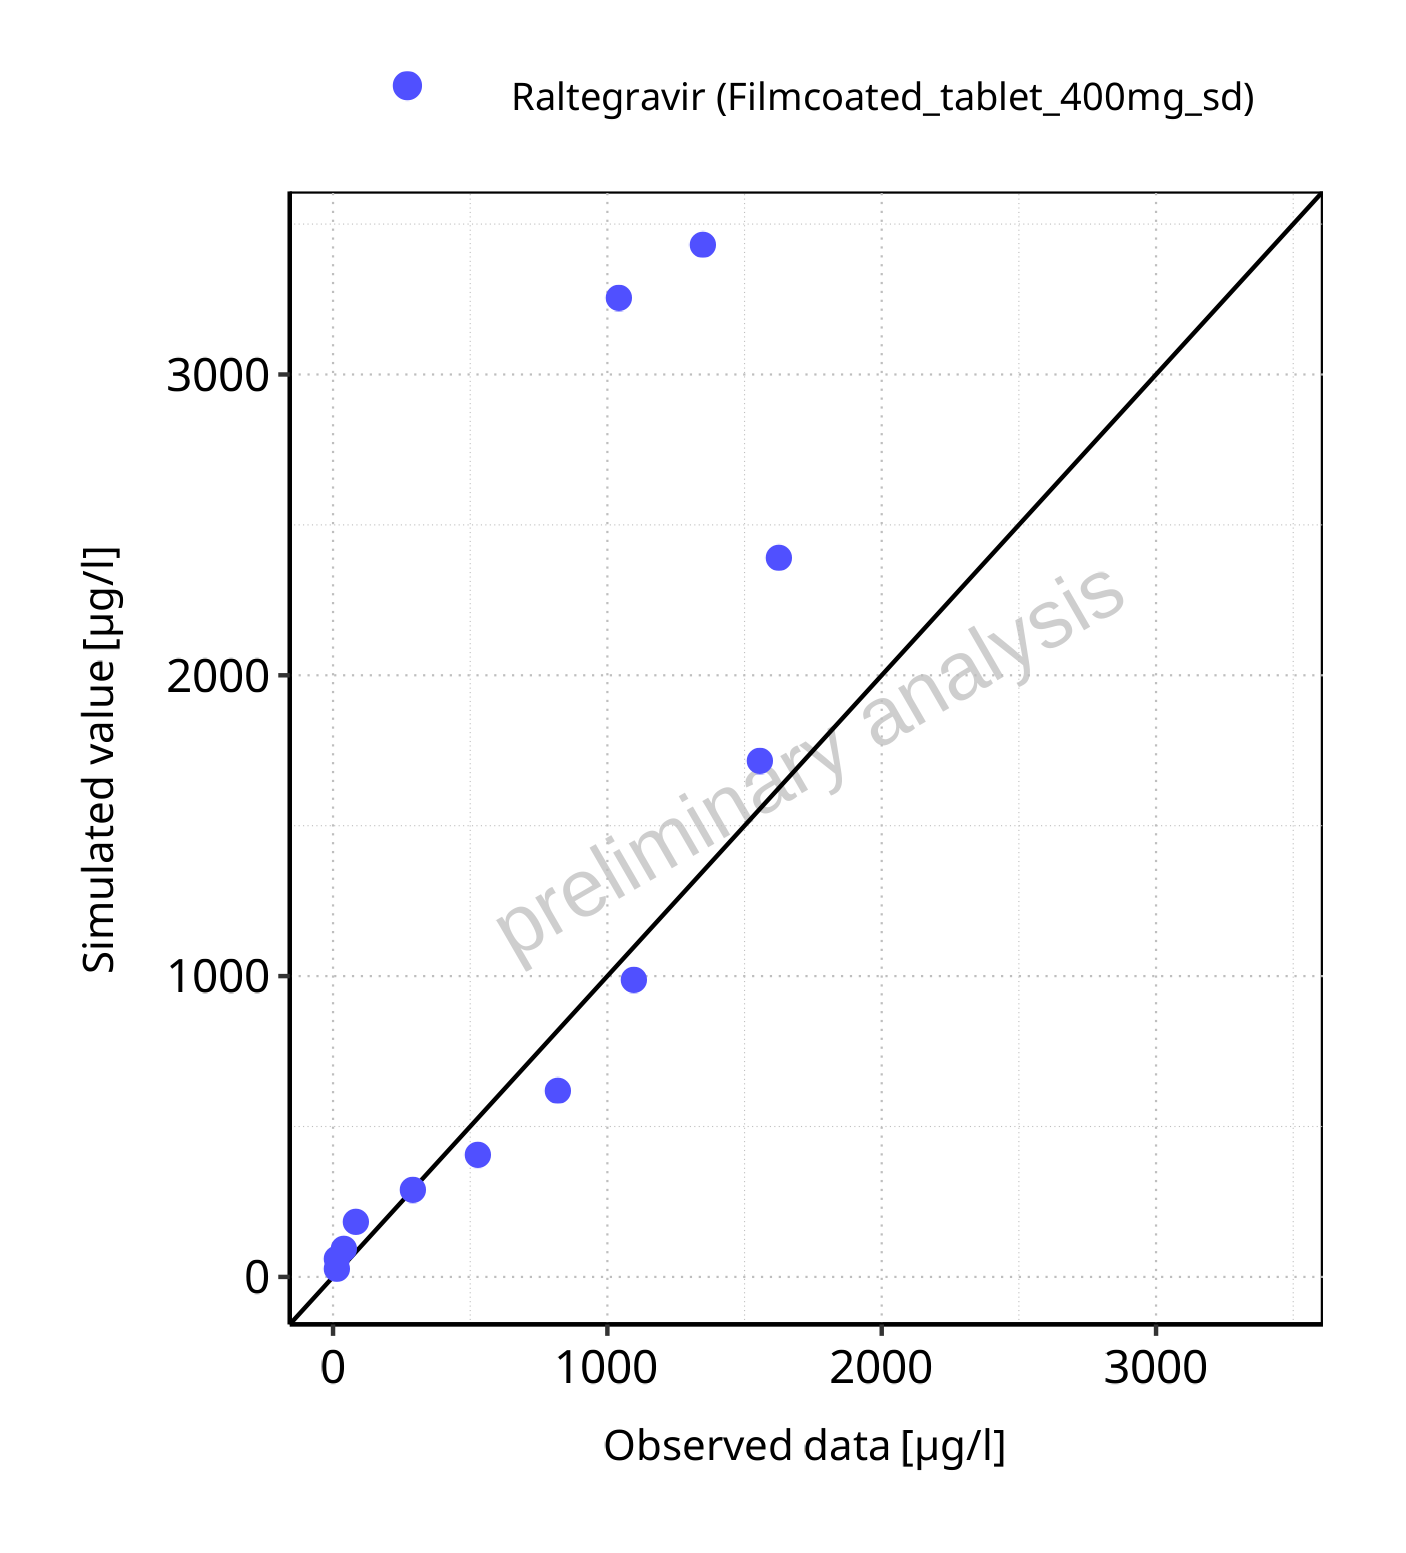 Raltegravir (Filmcoated_tablet_400mg_sd)
3000
2000
1000
0
Simulated value [µg/l]
preliminary analysis
0 1000 2000 3000
Observed data [µg/l]